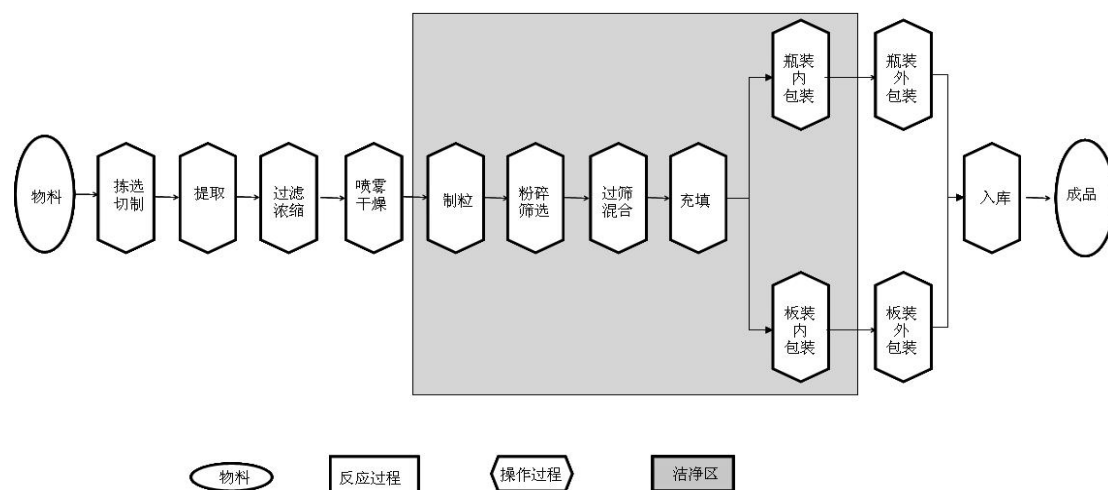 瓶装
内
包装
瓶装
外
包装
物料
拣选
切制
提取
过滤
浓缩
喷雾
干燥
制粒
粉碎
筛选
过筛
混合
充填
入库
成品
板装
内
包装
板装
外
包装
物料
反应过程
操作过程
洁净区